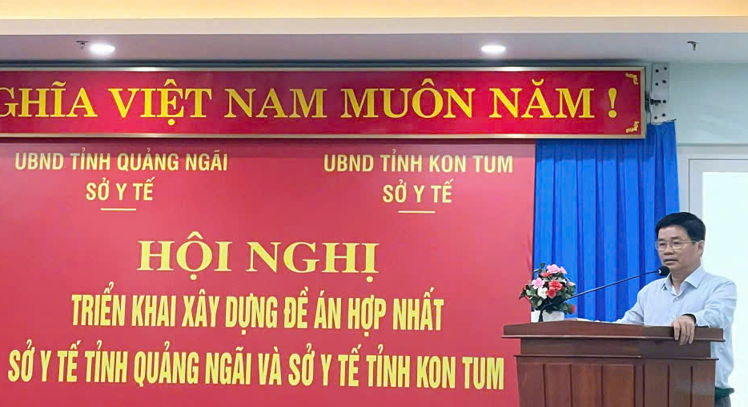 GHĨA VIỆT NAM MUÔN NĂM !
UBND TỈNH QUẢNG NGÃI
SỞ Y TẾ
UBND TỈNH KON TUM
SỞ Y TẾ
HỘI NGHỊ
TRIỂN KHAI XÂY DỰNG ĐỀ ÁN HỢP NHẤT
SỞ Y TẾ TỈNH QUẢNG NGÃI VÀ SỞ Y TẾ TỈNH KON TUM